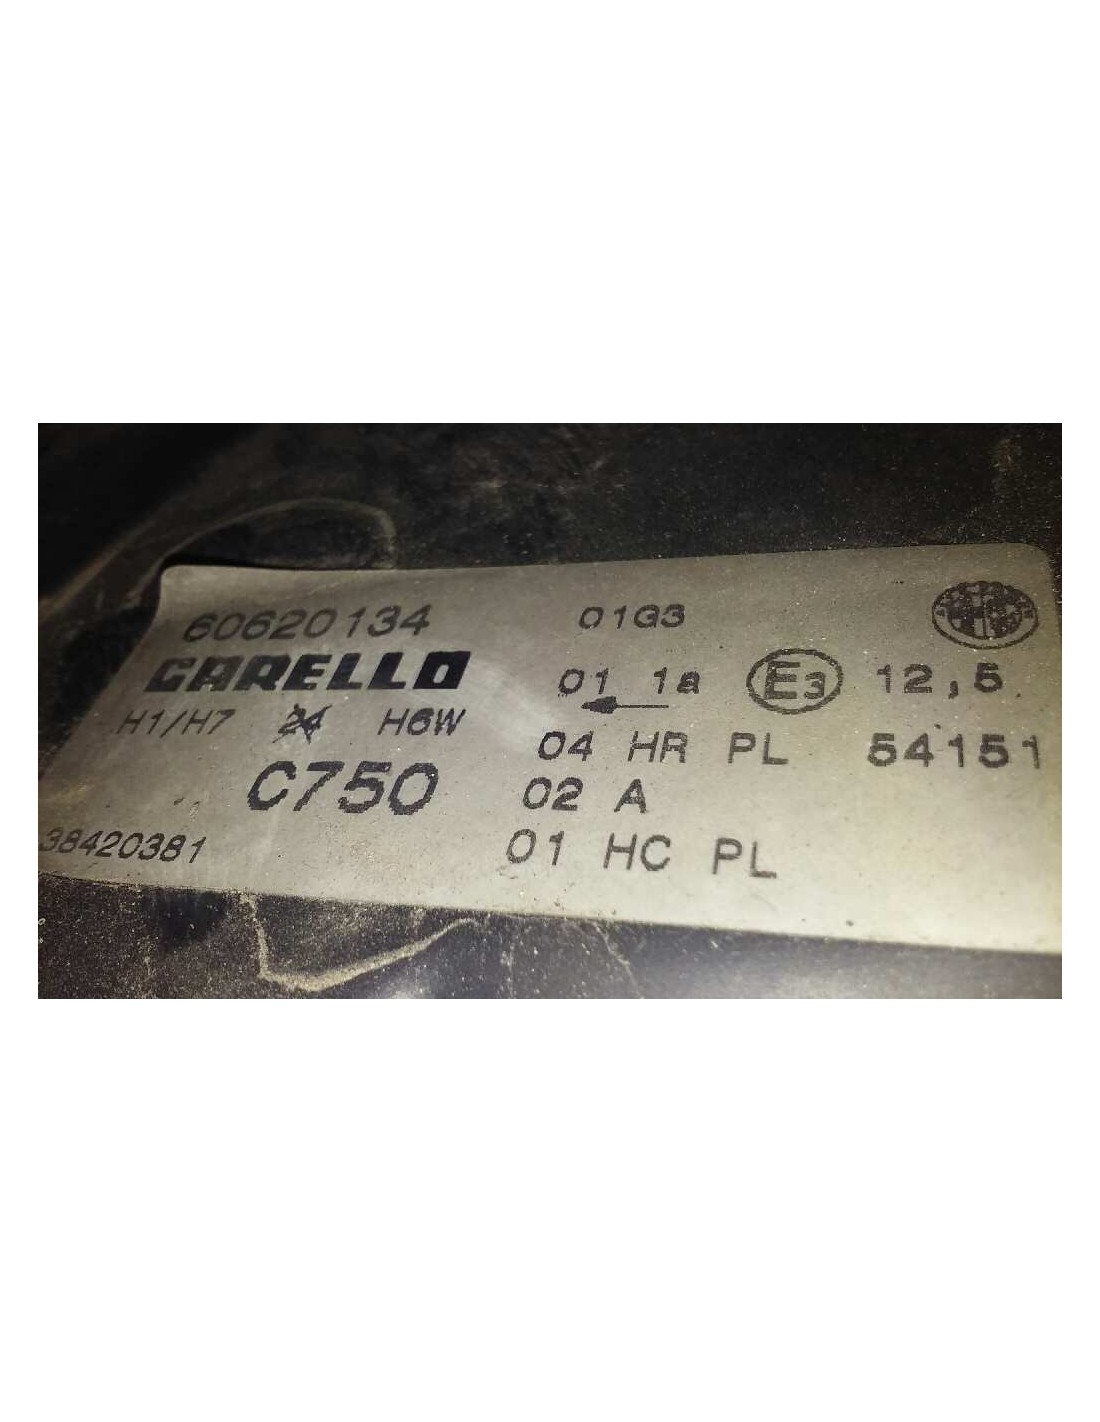 60620134 01G3
CARELLO 01 1a E3 12,5
H1/H7 24 H6W 04 HR PL 54151
C750 02 A
38420381 01 HC PL